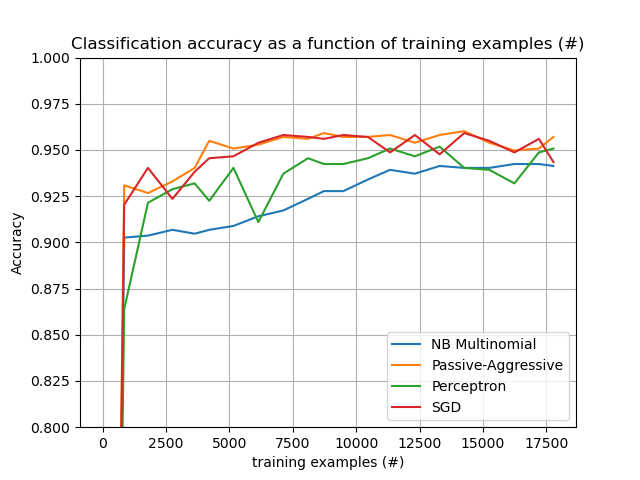 Classification accuracy as a function of training examples (#)
1.000
0.975
0.950
0.925
0.900
0.875
0.850
0.825
0.800
Accuracy
NB Multinomial
Passive-Aggressive
Perceptron
SGD
0 2500 5000 7500 10000 12500 15000 17500
training examples (#)